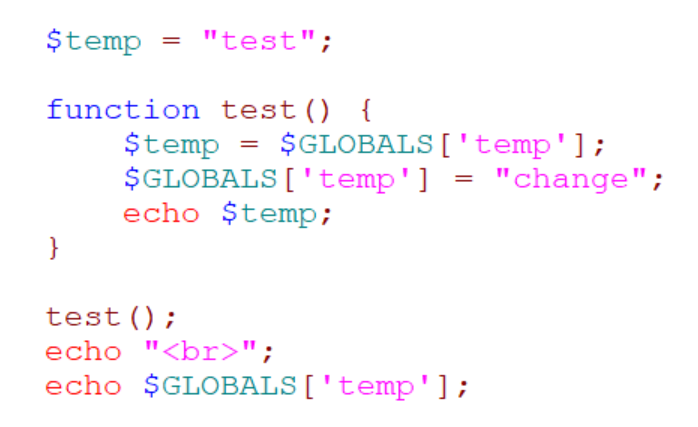 $temp = "test";
function test() {
$temp = $GLOBALS['temp'];
$GLOBALS['temp'] = "change";
echo $temp;
}
test();
echo "<br>";
echo $GLOBALS['temp'];